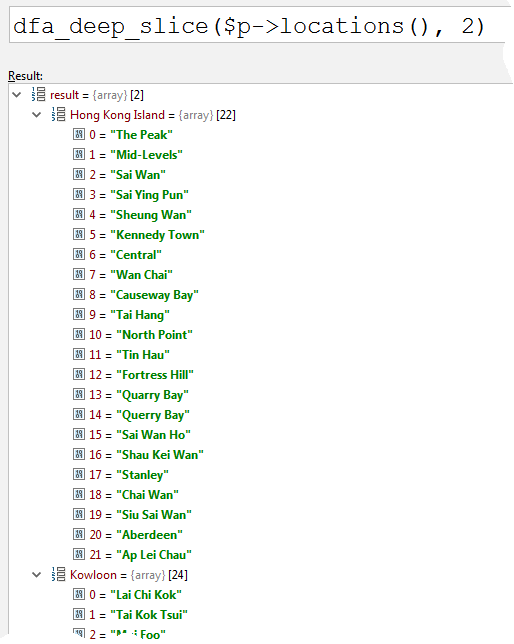 dfa_deep_slice($p->locations(), 2)
Result:
result = {array} [2]
Hong Kong Island = {array} [22]
0 = "The Peak"
1 = "Mid-Levels"
2 = "Sai Wan"
3 = "Sai Ying Pun"
4 = "Sheung Wan"
5 = "Kennedy Town"
6 = "Central"
7 = "Wan Chai"
8 = "Causeway Bay"
9 = "Tai Hang"
10 = "North Point"
11 = "Tin Hau"
12 = "Fortress Hill"
13 = "Quarry Bay"
14 = "Querry Bay"
15 = "Sai Wan Ho"
16 = "Shau Kei Wan"
17 = "Stanley"
18 = "Chai Wan"
19 = "Siu Sai Wan"
20 = "Aberdeen"
21 = "Ap Lei Chau"
Kowloon = {array} [24]
0 = "Lai Chi Kok"
1 = "Tai Kok Tsui"
2 = Foo"